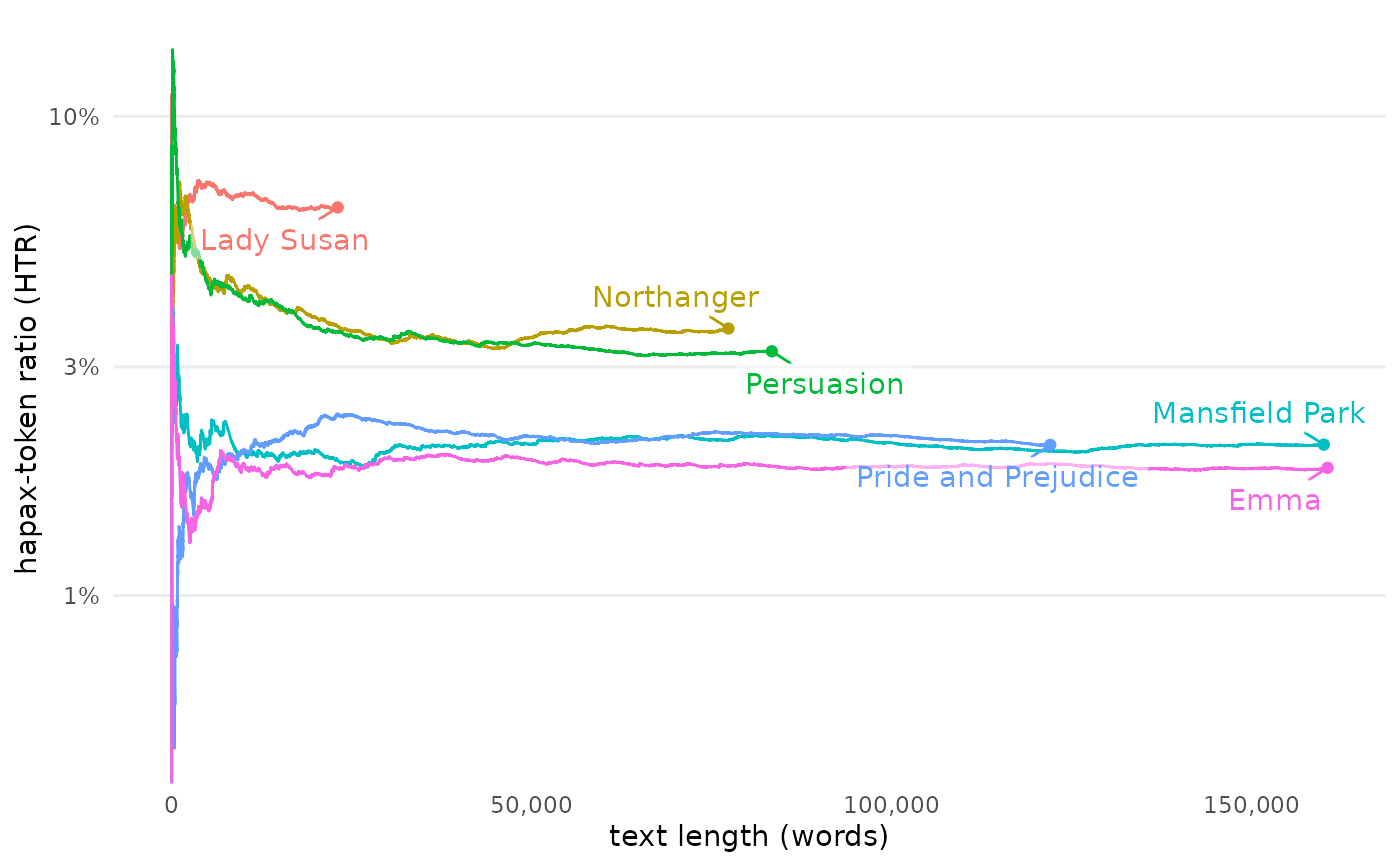 hapax-token ratio (HTR)
10%
3%
1%
Lady Susan
Northanger
Persuasion
Mansfield Park
Pride and Prejudice
Emma
0
50,000
100,000
150,000
text length (words)